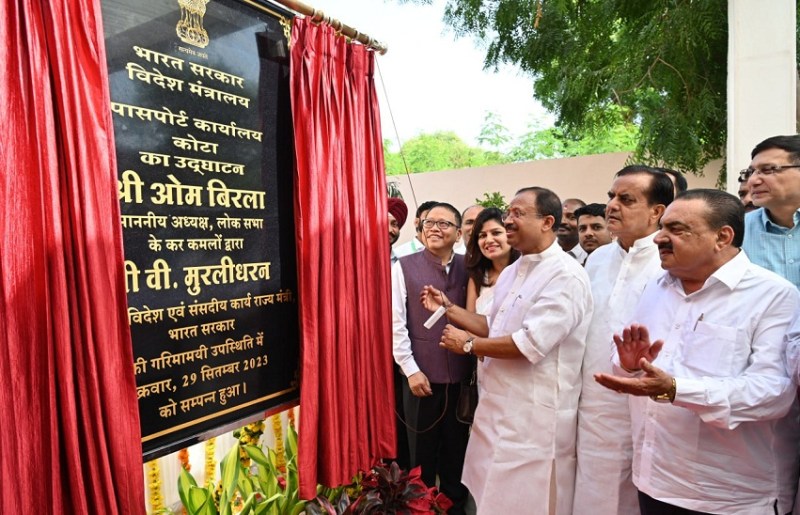 भारत सरकार
विदेश मंत्रालय
पासपोर्ट कार्यालय
कोटा
का उद्घाटन
श्री ओम बिरला
माननीय अध्यक्ष, लोक सभा
के कर कमलों द्वारा
वी. मुरलीधरन
विदेश एवं संसदीय कार्य राज्य मंत्री,
भारत सरकार
की गरिमामयी उपस्थिति में
29 सितम्बर 2023
को सम्पन्न हुआ।